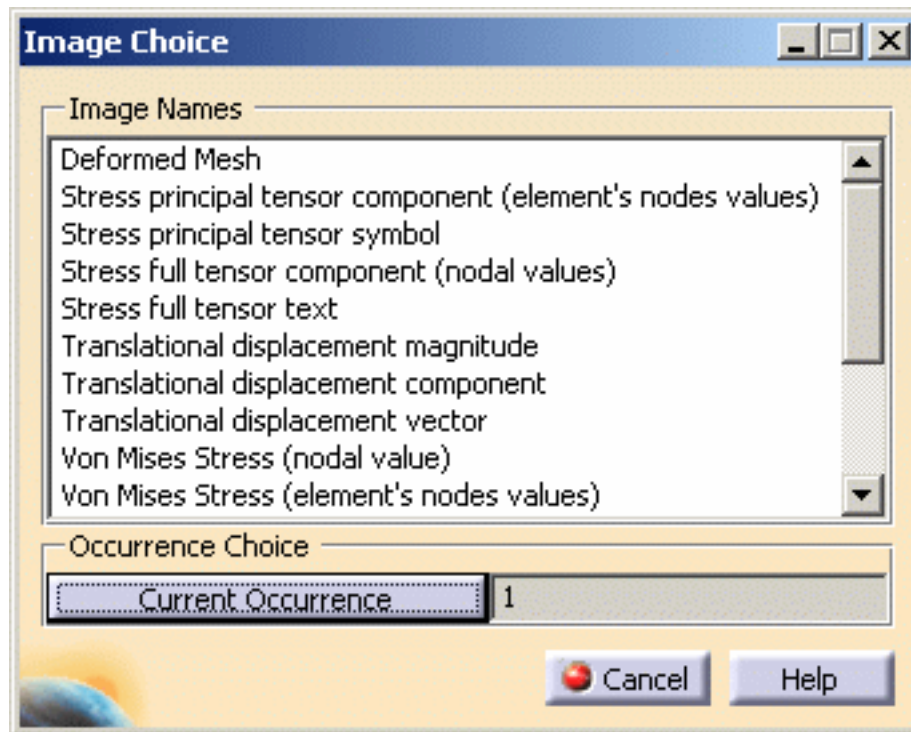 Image Choice
Image Names
Deformed Mesh
Stress principal tensor component (element's nodes values)
Stress principal tensor symbol
Stress full tensor component (nodal values)
Stress full tensor text
Translational displacement magnitude
Translational displacement component
Translational displacement vector
Von Mises Stress (nodal value)
Von Mises Stress (element's nodes values)
Occurrence Choice
Current Occurrence 1
Cancel Help